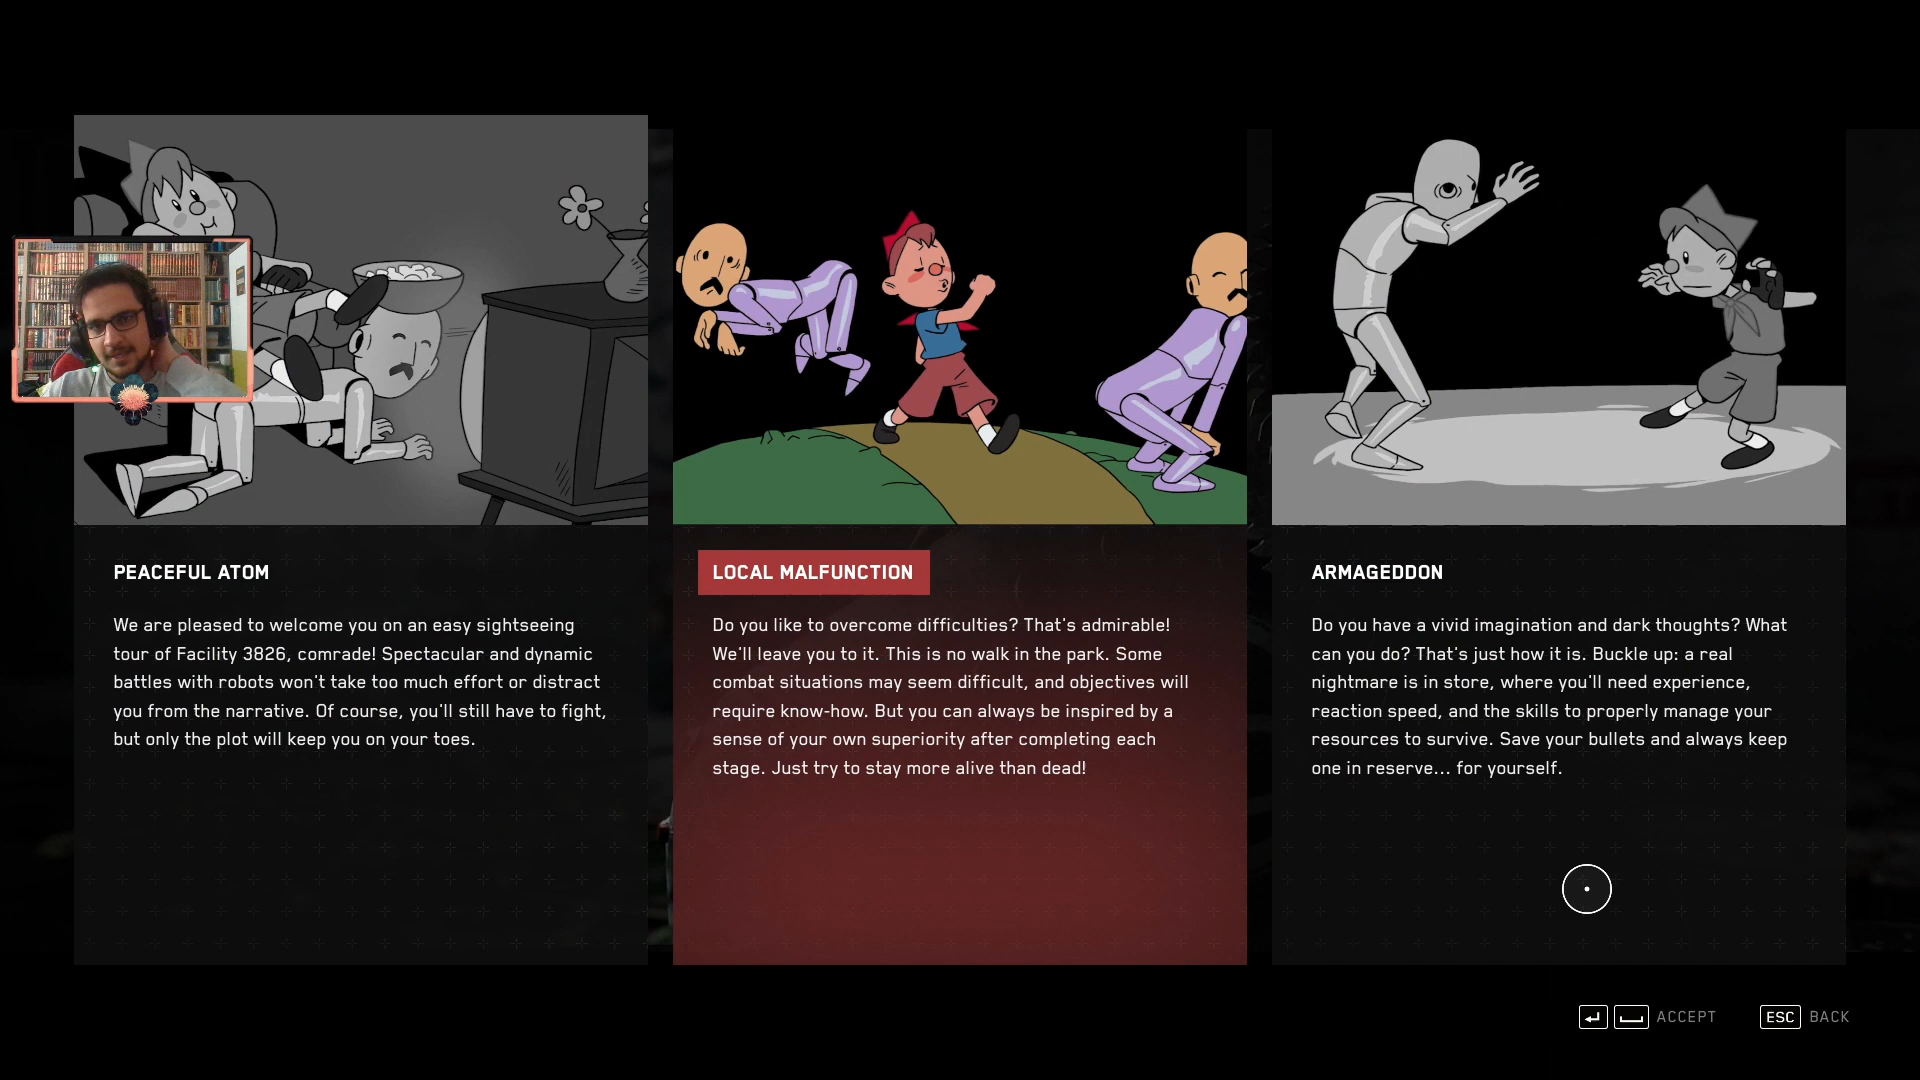 PEACEFUL ATOM
We are pleased to welcome you on an easy sightseeing
tour of Facility 3826, comrade! Spectacular and dynamic
battles with robots won't take too much effort or distract
you from the narrative. Of course, you'll still have to fight,
but only the plot will keep you on your toes.
LOCAL MALFUNCTION
Do you like to overcome difficulties? That's admirable!
We'll leave you to it. This is no walk in the park. Some
combat situations may seem difficult, and objectives will
require know-how. But you can always be inspired by a
sense of your own superiority after completing each
stage. Just try to stay more alive than dead!
ARMAGEDDON
Do you have a vivid imagination and dark thoughts? What
can you do? That's just how it is. Buckle up: a real
nightmare is in store, where you'll need experience,
reaction speed, and the skills to properly manage your
resources to survive. Save your bullets and always keep
one in reserve... for yourself.
ACCEPT
ESC BACK